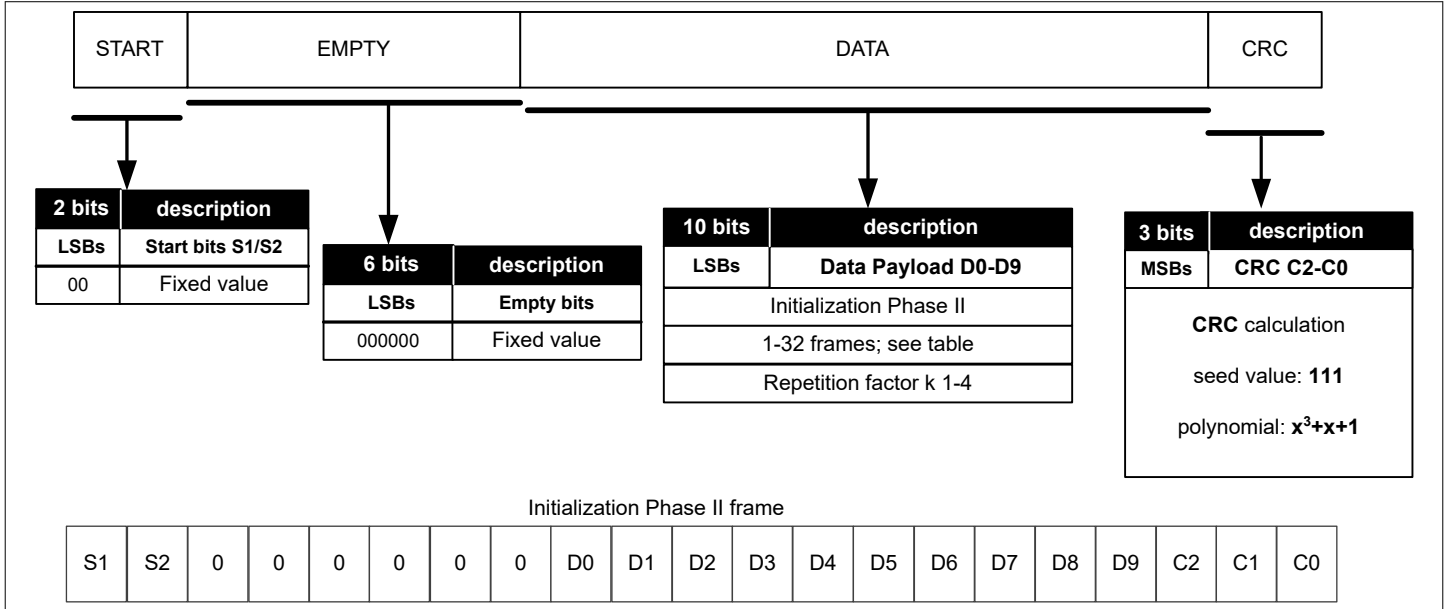 START EMPTY DATA CRC
2 bits description
LSBs Start bits S1/S2
00 Fixed value
6 bits description
LSBs Empty bits
000000 Fixed value
10 bits description
LSBs Data Payload D0-D9
Initialization Phase II
1-32 frames; see table
Repetition factor k 1-4
3 bits description
MSBs CRC C2-C0
CRC calculation
seed value: 111
polynomial: x³+x+1
Initialization Phase II frame
S1 S2 0 0 0 0 0 0 D0 D1 D2 D3 D4 D5 D6 D7 D8 D9 C2 C1 C0